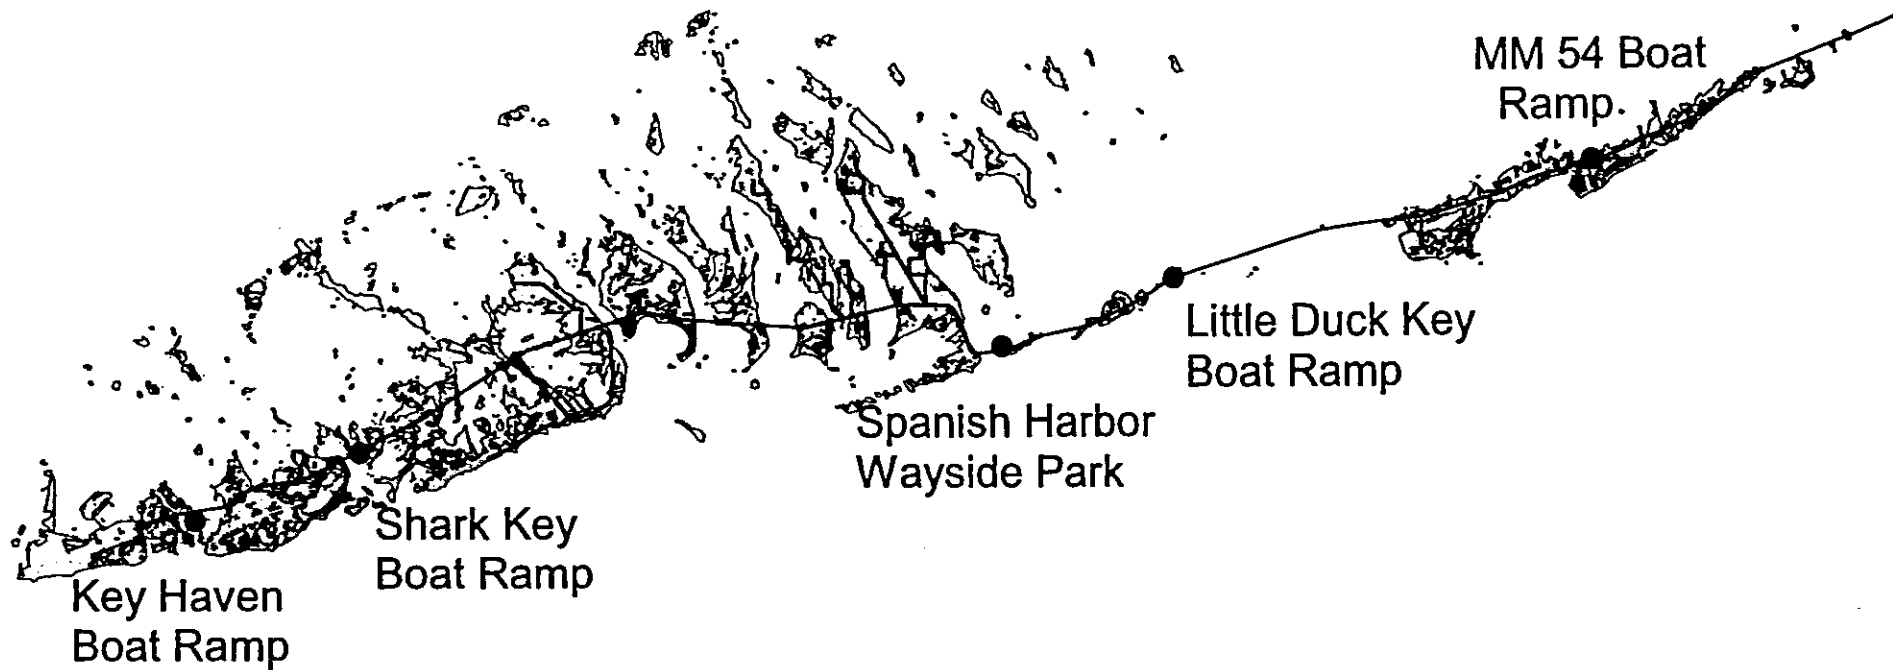 MM 54 Boat
Ramp
Little Duck Key
Boat Ramp
Spanish Harbor
Wayside Park
Shark Key
Boat Ramp
Key Haven
Boat Ramp